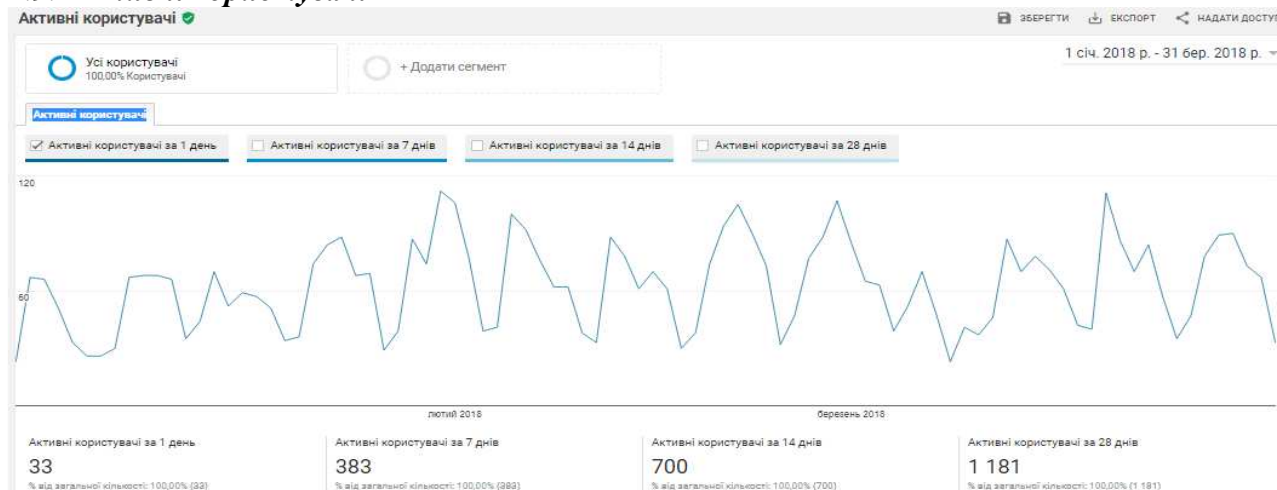 Активні користувачі
ЗБЕРЕГТИ ЕКСПОРТ НАДАТИ ДОСТУП
Усі користувачі
100,00% Користувачі
+ Додати сегмент
1 січ. 2018 р. - 31 бер. 2018 р.
Активні користувачі
Активні користувачі за 1 день Активні користувачі за 7 днів Активні користувачі за 14 днів Активні користувачі за 28 днів
120
60
лютий 2018 березень 2018
Активні користувачі за 1 день Активні користувачі за 7 днів Активні користувачі за 14 днів Активні користувачі за 28 днів
33 383 700 1 181
% від загальної кількості: 100,00% (33) % від загальної кількості: 100,00% (383) % від загальної кількості: 100,00% (700) % від загальної кількості: 100,00% (1 181)